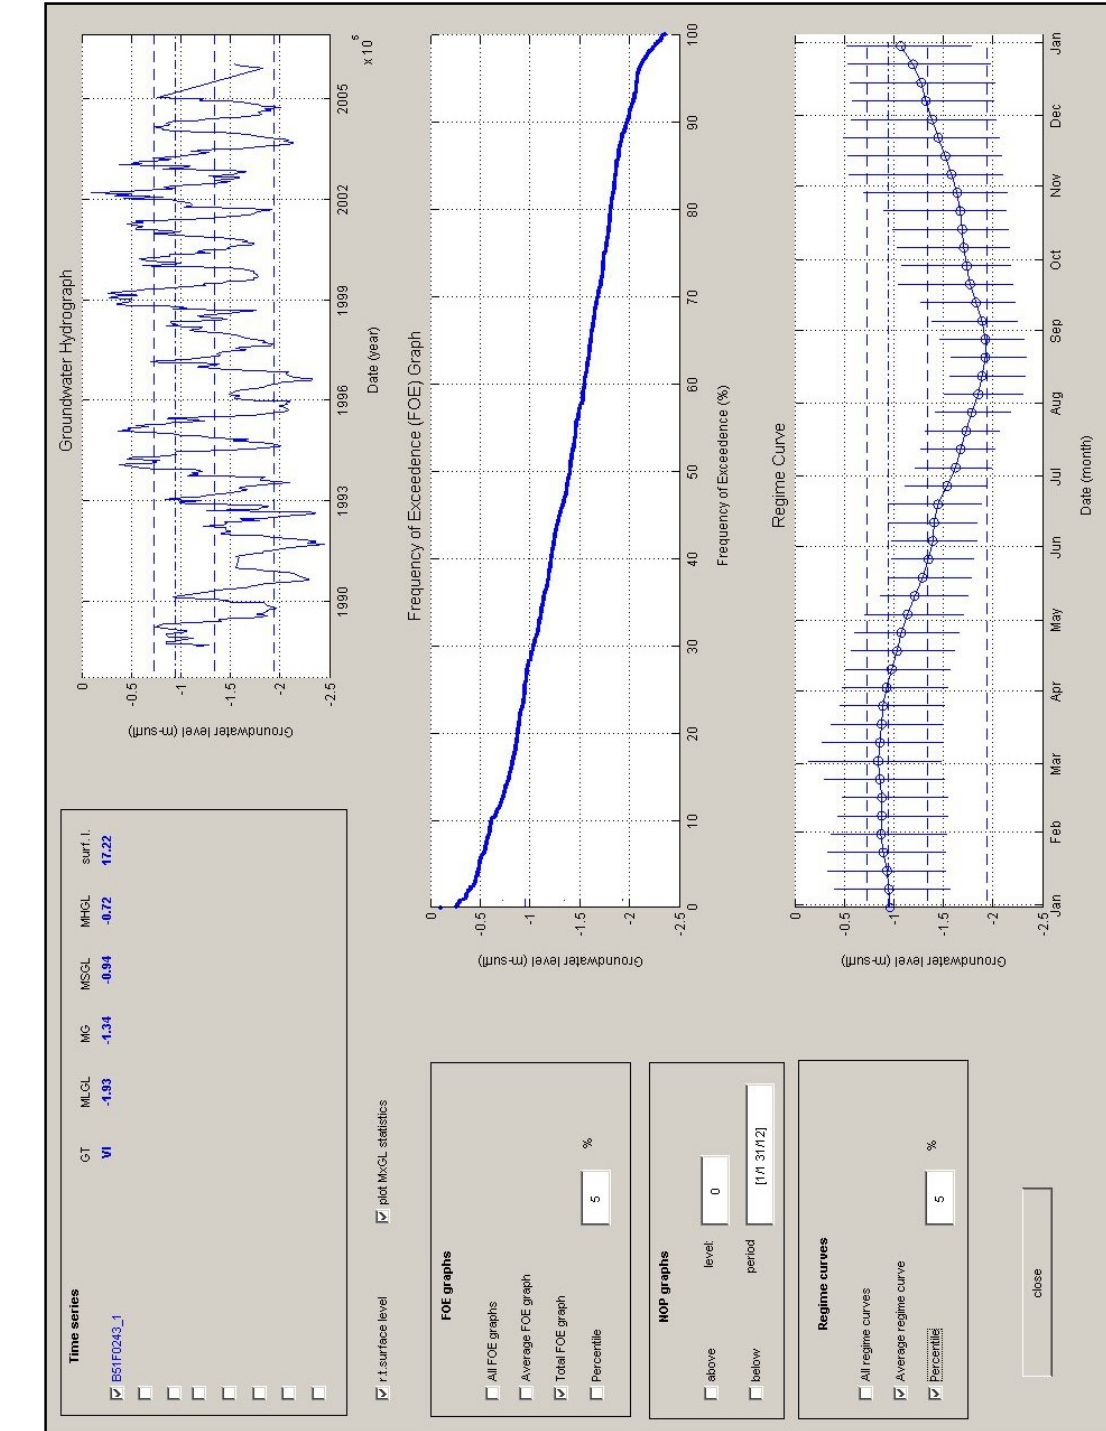 Time series
GT MLGL MG MSGL MHGL surf. l.
B51F0243_1 VI -1.93 -1.34 -0.94 -0.72 17.22
r.t.surface level
plot MxGL statistics
FOE graphs
All FOE graphs
Average FOE graph
Total FOE graph
Percentile 5 %
NOP graphs
above level: 0
below period [1/1 31/12]
Regime curves
All regime curves
Average regime curve
Percentile 5 %
close
Groundwater Hydrograph
Groundwater level (m-surfl)
0
-0.5
-1
-1.5
-2
-2.5
1990 1993 1996 1999 2002 2005
x 10 5
Date (year)
Frequency of Exceedence (FOE) Graph
Groundwater level (m-surfl)
0
-0.5
-1
-1.5
-2
-2.5
0 10 20 30 40 50 60 70 80 90 100
Frequency of Exceedence (%)
Regime Curve
Groundwater level (m-surfl)
0
-0.5
-1
-1.5
-2
-2.5
Jan Feb Mar Apr May Jun Jul Aug Sep Oct Nov Dec Jan
Date (month)